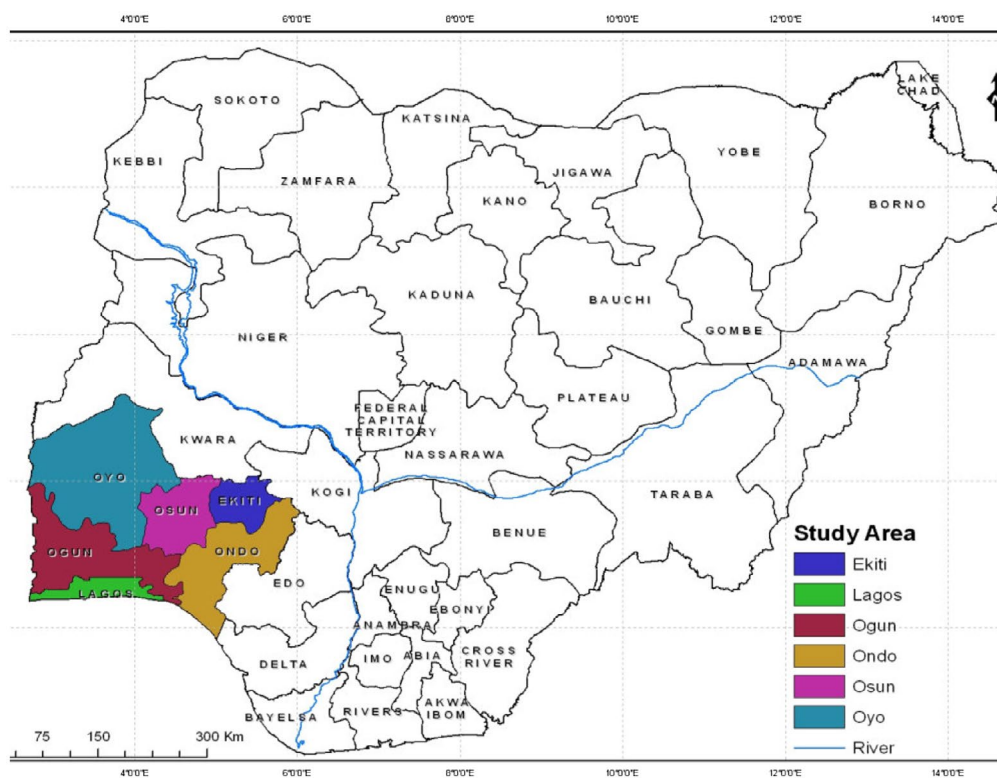 4°0'0"E 6°0'0"E 8°0'0"E 10°0'0"E 12°0'0"E 14°0'0"E
LAKE
CHAD
SOKOTO
KATSINA
YOBE
KEBBI
JIGAWA
ZAMFARA
KANO
BORNO
KADUNA
BAUCHI
GOMBE
NIGER
ADAMAWA
PLATEAU
FEDERAL
CAPITAL
TERRITORY
KWARA
NASSARAWA
OYO
KOGI
TARABA
EKITI
OSUN
BENUE
OGUN
ONDO
EDO
ENUGU
LAGOS
EBONYI
ANAMBRA
IMO
ABIA
CROSS
RIVER
DELTA
AKWA
IBOM
RIVERS
BAYELSA
Study Area
Ekiti
Lagos
Ogun
Ondo
Osun
Oyo
River
75 150 300 Km
4°0'0"E 6°0'0"E 8°0'0"E 10°0'0"E 12°0'0"E 14°0'0"E